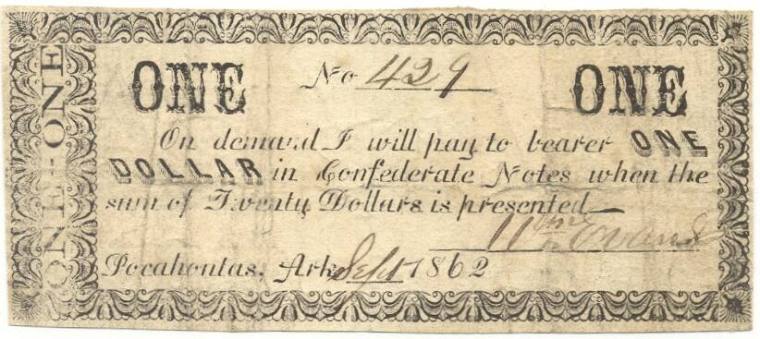 ONE No 429 ONE
ONE-ONE
On demand I will pay to bearer ONE
DOLLAR in Confederate Notes when the
sum of Twenty Dollars is presented—
Wm Evans
Pocahontas, Ark Sept 1862